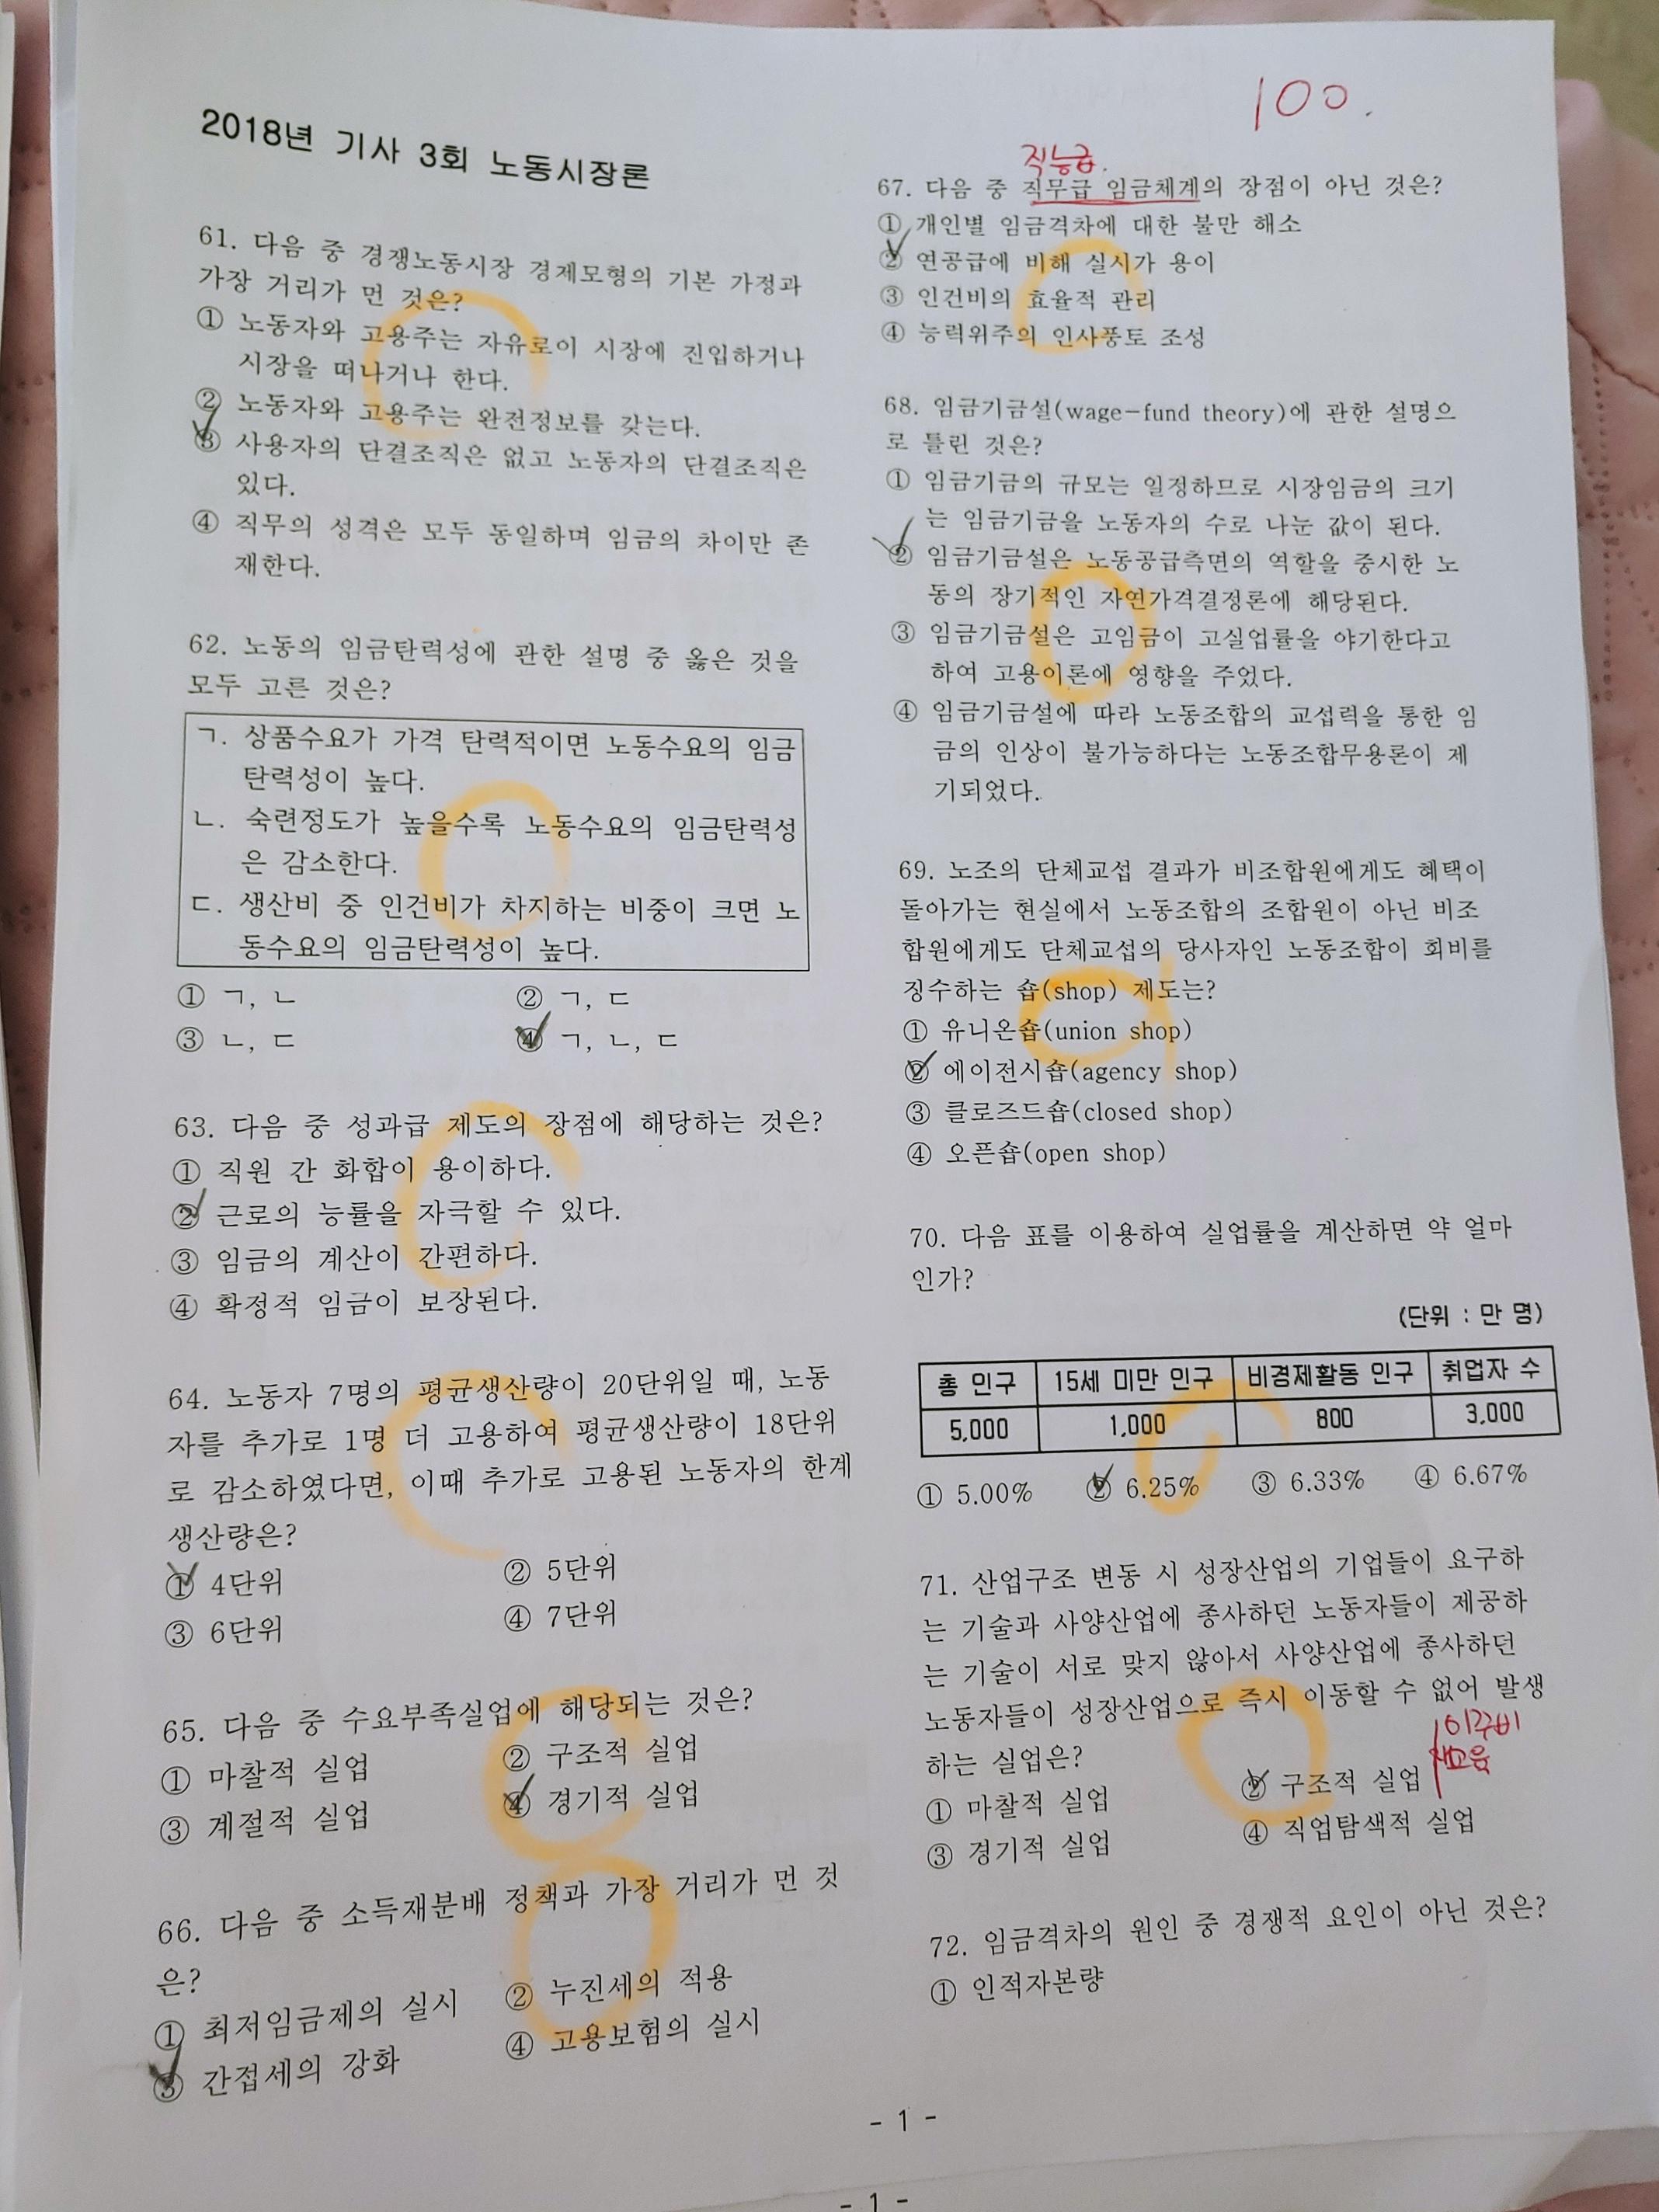 2018년 기사 3회 노동시장론
100.
61. 다음 중 경쟁노동시장 경제모형의 기본 가정과
가장 거리가 먼 것은?
① 노동자와 고용주는 자유로이 시장에 진입하거나
시장을 떠나거나 한다.
② 노동자와 고용주는 완전정보를 갖는다.
③ 사용자의 단결조직은 없고 노동자의 단결조직은
있다.
④ 직무의 성격은 모두 동일하며 임금의 차이만 존
재한다.
62. 노동의 임금탄력성에 관한 설명 중 옳은 것을
모두 고른 것은?
ㄱ. 상품수요가 가격 탄력적이면 노동수요의 임금
탄력성이 높다.
ㄴ. 숙련정도가 높을수록 노동수요의 임금탄력성
은 감소한다.
ㄷ. 생산비 중 인건비가 차지하는 비중이 크면 노
동수요의 임금탄력성이 높다.
① ㄱ, ㄴ ② ㄱ, ㄷ
③ ㄴ, ㄷ ④ ㄱ, ㄴ, ㄷ
63. 다음 중 성과급 제도의 장점에 해당하는 것은?
① 직원 간 화합이 용이하다.
② 근로의 능률을 자극할 수 있다.
③ 임금의 계산이 간편하다.
④ 확정적 임금이 보장된다.
64. 노동자 7명의 평균생산량이 20단위일 때, 노동
자를 추가로 1명 더 고용하여 평균생산량이 18단위
로 감소하였다면, 이때 추가로 고용된 노동자의 한계
생산량은?
① 4단위 ② 5단위
③ 6단위 ④ 7단위
65. 다음 중 수요부족실업에 해당되는 것은?
① 마찰적 실업 ② 구조적 실업
③ 계절적 실업 ④ 경기적 실업
66. 다음 중 소득재분배 정책과 가장 거리가 먼 것
은?
① 최저임금제의 실시 ② 누진세의 적용
③ 간접세의 강화 ④ 고용보험의 실시
직능급.
67. 다음 중 직무급 임금체계의 장점이 아닌 것은?
① 개인별 임금격차에 대한 불만 해소
② 연공급에 비해 실시가 용이
③ 인건비의 효율적 관리
④ 능력위주의 인사풍토 조성
68. 임금기금설(wage-fund theory)에 관한 설명으
로 틀린 것은?
① 임금기금의 규모는 일정하므로 시장임금의 크기
는 임금기금을 노동자의 수로 나눈 값이 된다.
② 임금기금설은 노동공급측면의 역할을 중시한 노
동의 장기적인 자연가격결정론에 해당된다.
③ 임금기금설은 고임금이 고실업률을 야기한다고
하여 고용이론에 영향을 주었다.
④ 임금기금설에 따라 노동조합의 교섭력을 통한 임
금의 인상이 불가능하다는 노동조합무용론이 제
기되었다.
69. 노조의 단체교섭 결과가 비조합원에게도 혜택이
돌아가는 현실에서 노동조합의 조합원이 아닌 비조
합원에게도 단체교섭의 당사자인 노동조합이 회비를
징수하는 숍(shop) 제도는?
① 유니온숍(union shop)
② 에이전시숍(agency shop)
③ 클로즈드숍(closed shop)
④ 오픈숍(open shop)
70. 다음 표를 이용하여 실업률을 계산하면 약 얼마
인가?
(단위 : 만 명)
총 인구 15세 미만 인구 비경제활동 인구 취업자 수
5,000 1,000 800 3,000
① 5.00% ② 6.25% ③ 6.33% ④ 6.67%
71. 산업구조 변동 시 성장산업의 기업들이 요구하
는 기술과 사양산업에 종사하던 노동자들이 제공하
는 기술이 서로 맞지 않아서 사양산업에 종사하던
노동자들이 성장산업으로 즉시 이동할 수 없어 발생
하는 실업은?
이주비
재교육
① 마찰적 실업 ② 구조적 실업
③ 경기적 실업 ④ 직업탐색적 실업
72. 임금격차의 원인 중 경쟁적 요인이 아닌 것은?
① 인적자본량
- 1 -
- 1 -